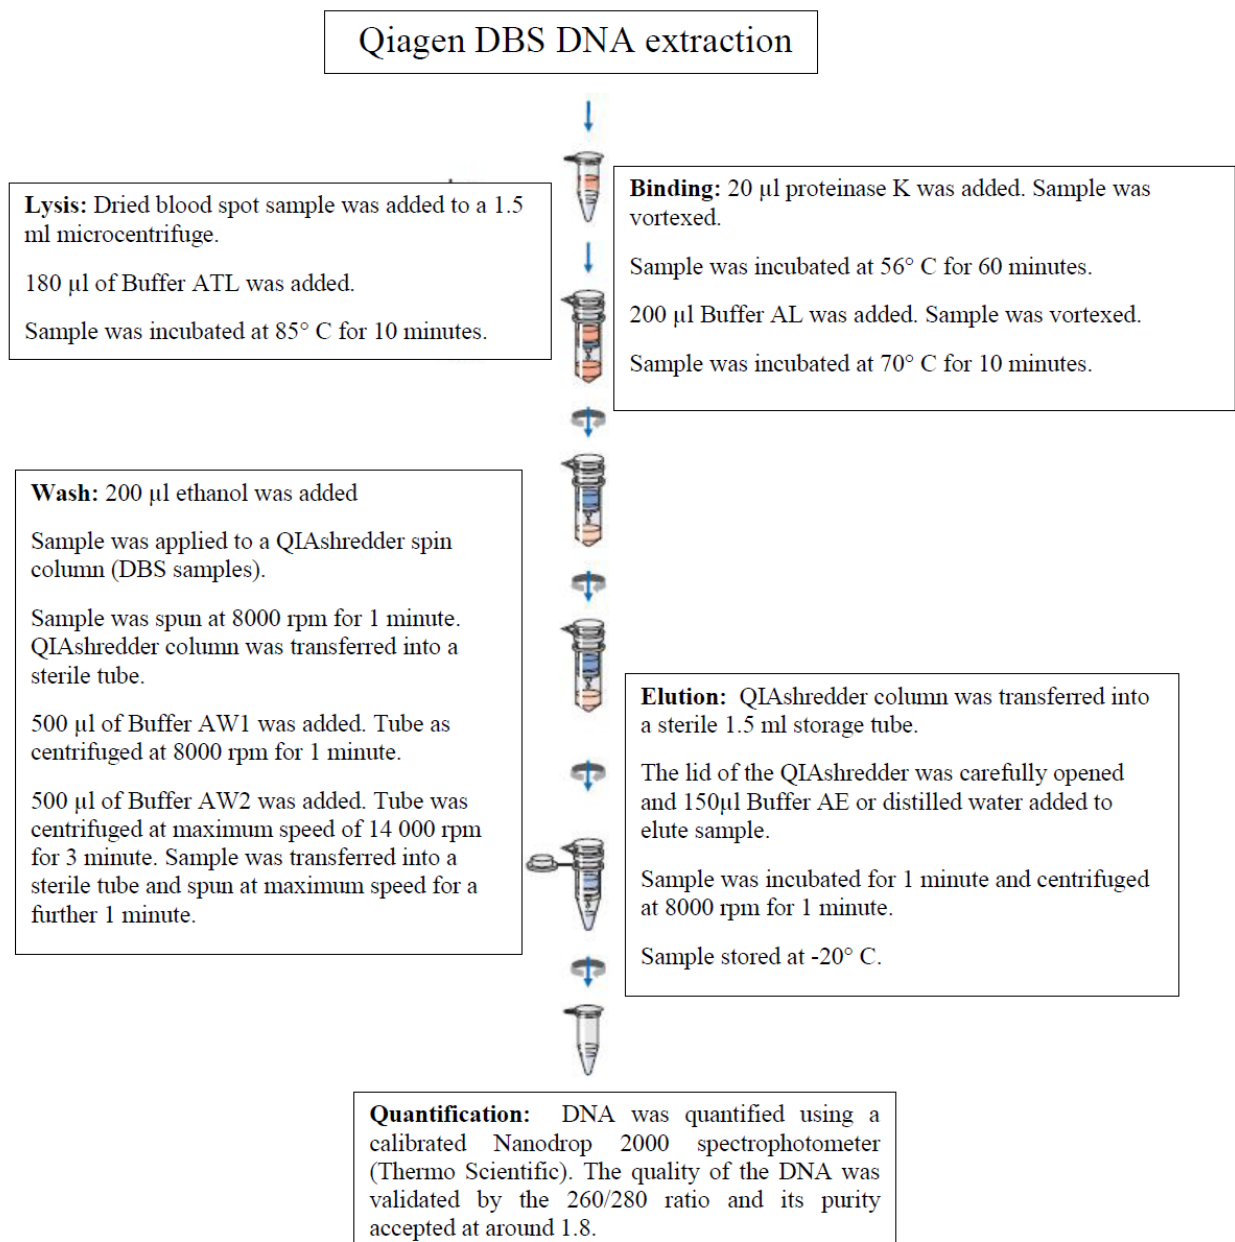 Qiagen DBS DNA extraction
Lysis: Dried blood spot sample was added to a 1.5
ml microcentrifuge.
180 µl of Buffer ATL was added.
Sample was incubated at 85° C for 10 minutes.
Binding: 20 µl proteinase K was added. Sample was
vortexed.
Sample was incubated at 56° C for 60 minutes.
200 µl Buffer AL was added. Sample was vortexed.
Sample was incubated at 70° C for 10 minutes.
Wash: 200 µl ethanol was added
Sample was applied to a QIAshredder spin
column (DBS samples).
Sample was spun at 8000 rpm for 1 minute.
QIAshredder column was transferred into a
sterile tube.
500 µl of Buffer AW1 was added. Tube as
centrifuged at 8000 rpm for 1 minute.
500 µl of Buffer AW2 was added. Tube was
centrifuged at maximum speed of 14 000 rpm
for 3 minute. Sample was transferred into a
sterile tube and spun at maximum speed for a
further 1 minute.
Elution: QIAshredder column was transferred into
a sterile 1.5 ml storage tube.
The lid of the QIAshredder was carefully opened
and 150µl Buffer AE or distilled water added to
elute sample.
Sample was incubated for 1 minute and centrifuged
at 8000 rpm for 1 minute.
Sample stored at -20° C.
Quantification: DNA was quantified using a
calibrated Nanodrop 2000 spectrophotometer
(Thermo Scientific). The quality of the DNA was
validated by the 260/280 ratio and its purity
accepted at around 1.8.